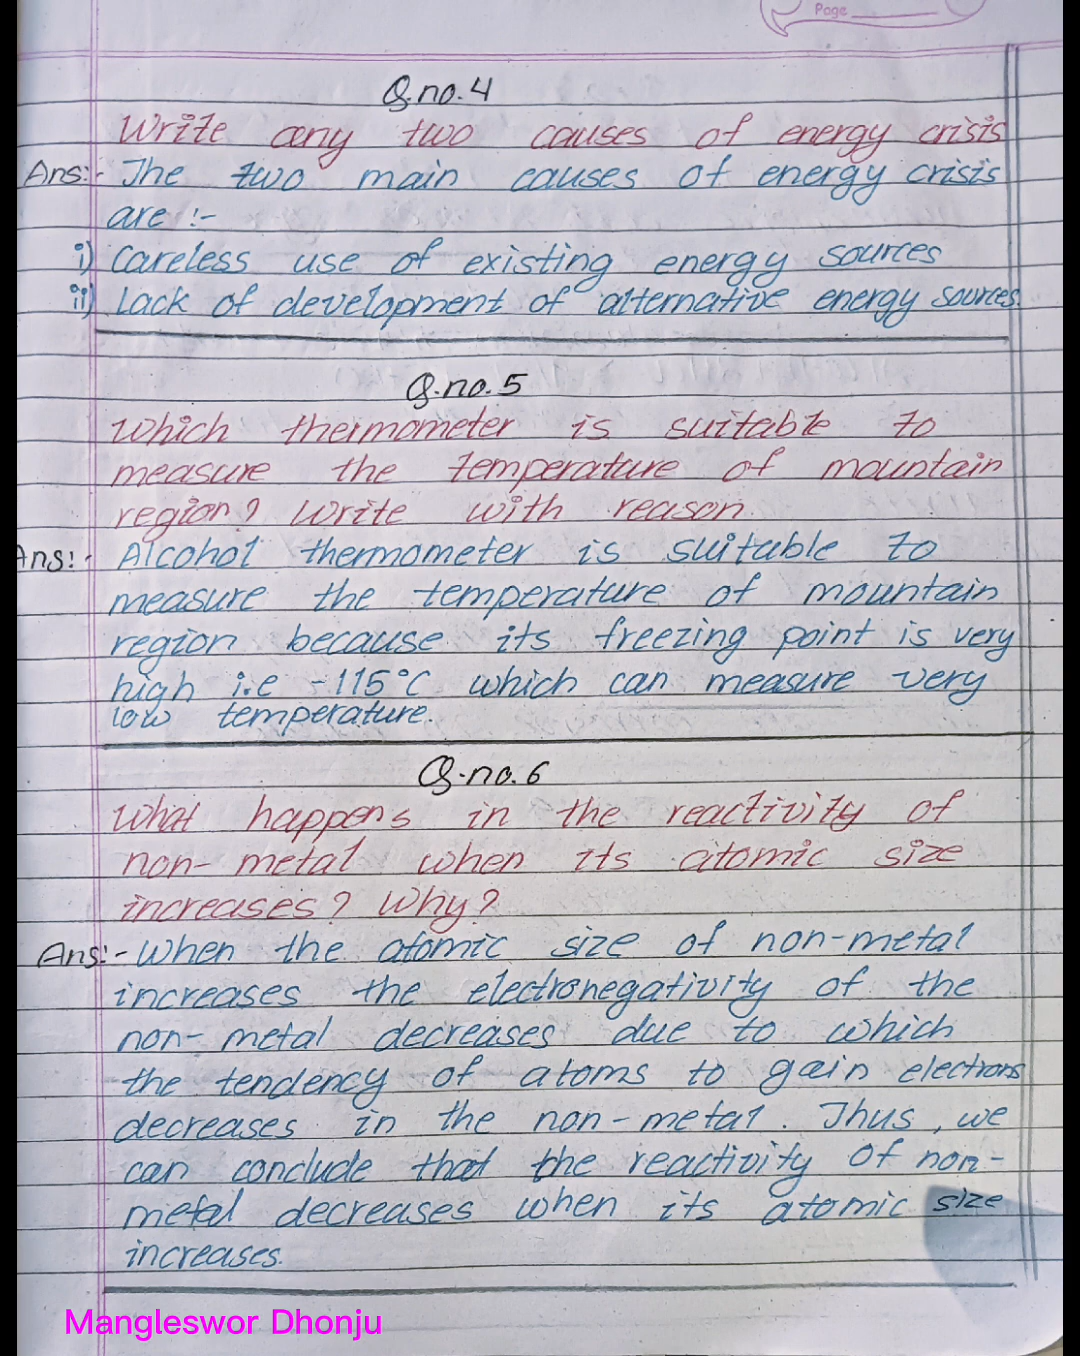 Page
Q.no.4
Write any two causes of energy crisis
Ans:- The two main causes of energy crisis
are :-
i) Careless use of existing energy sources
ii) Lack of development of alternative energy sources
Q.no.5
Which thermometer is suitable to
measure the temperature of mountain
region? Write with reason.
Ans:- Alcohol thermometer is suitable to
measure the temperature of mountain
region because its freezing point is very
high i.e -115°C which can measure very
low temperature.
Q.no.6
What happens in the reactivity of
non-metal when its atomic size
increases? Why?
Ans:- When the atomic size of non-metal
increases the electronegativity of the
non-metal decreases due to which
the tendency of atoms to gain electrons
decreases in the non-metal. Thus, we
can conclude that the reactivity of non-
metal decreases when its atomic size
increases.
Mangleswor Dhonju